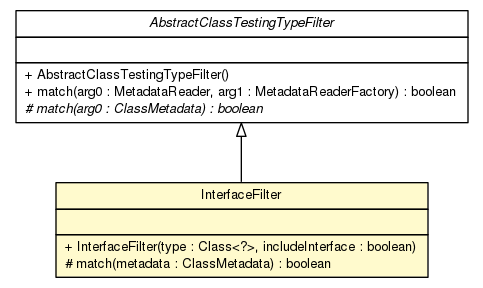 AbstractClassTestingTypeFilter
+ AbstractClassTestingTypeFilter()
+ match(arg0 : MetadataReader, arg1 : MetadataReaderFactory) : boolean
# match(arg0 : ClassMetadata) : boolean
InterfaceFilter
+ InterfaceFilter(type : Class<?>, includeInterface : boolean)
# match(metadata : ClassMetadata) : boolean